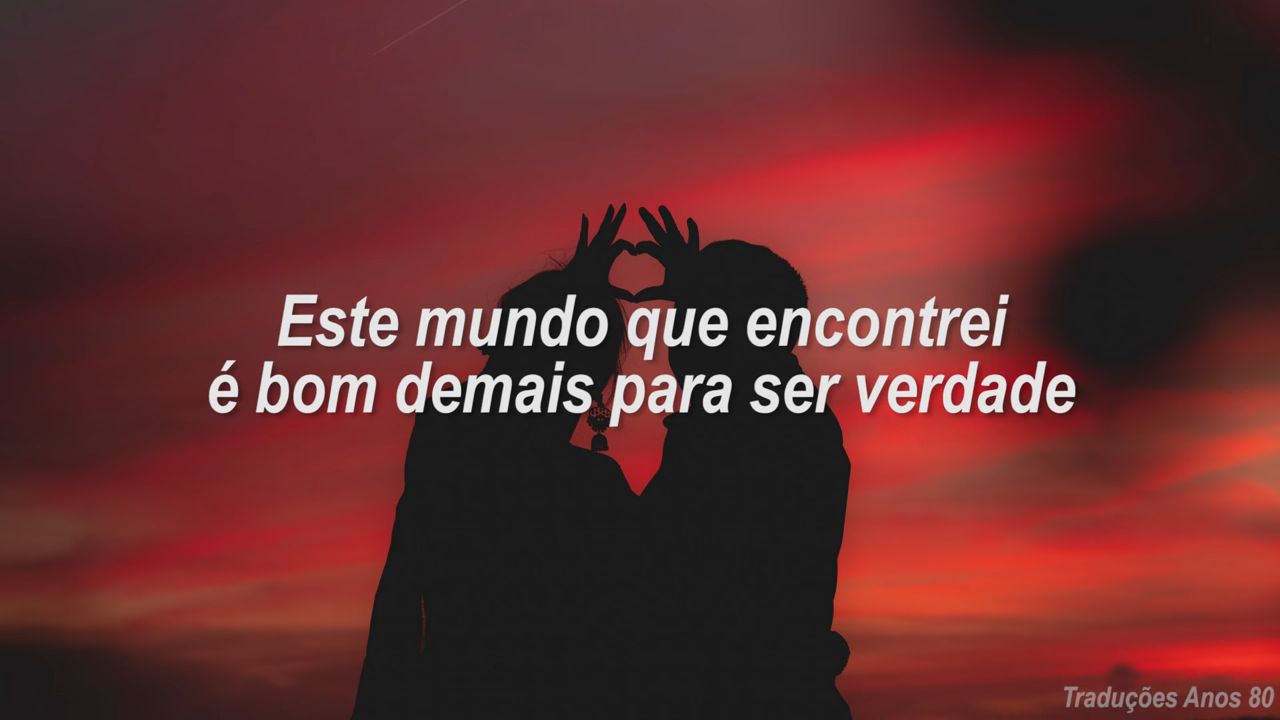 Este mundo que encontrei
é bom demais para ser verdade
Traduções Anos 80